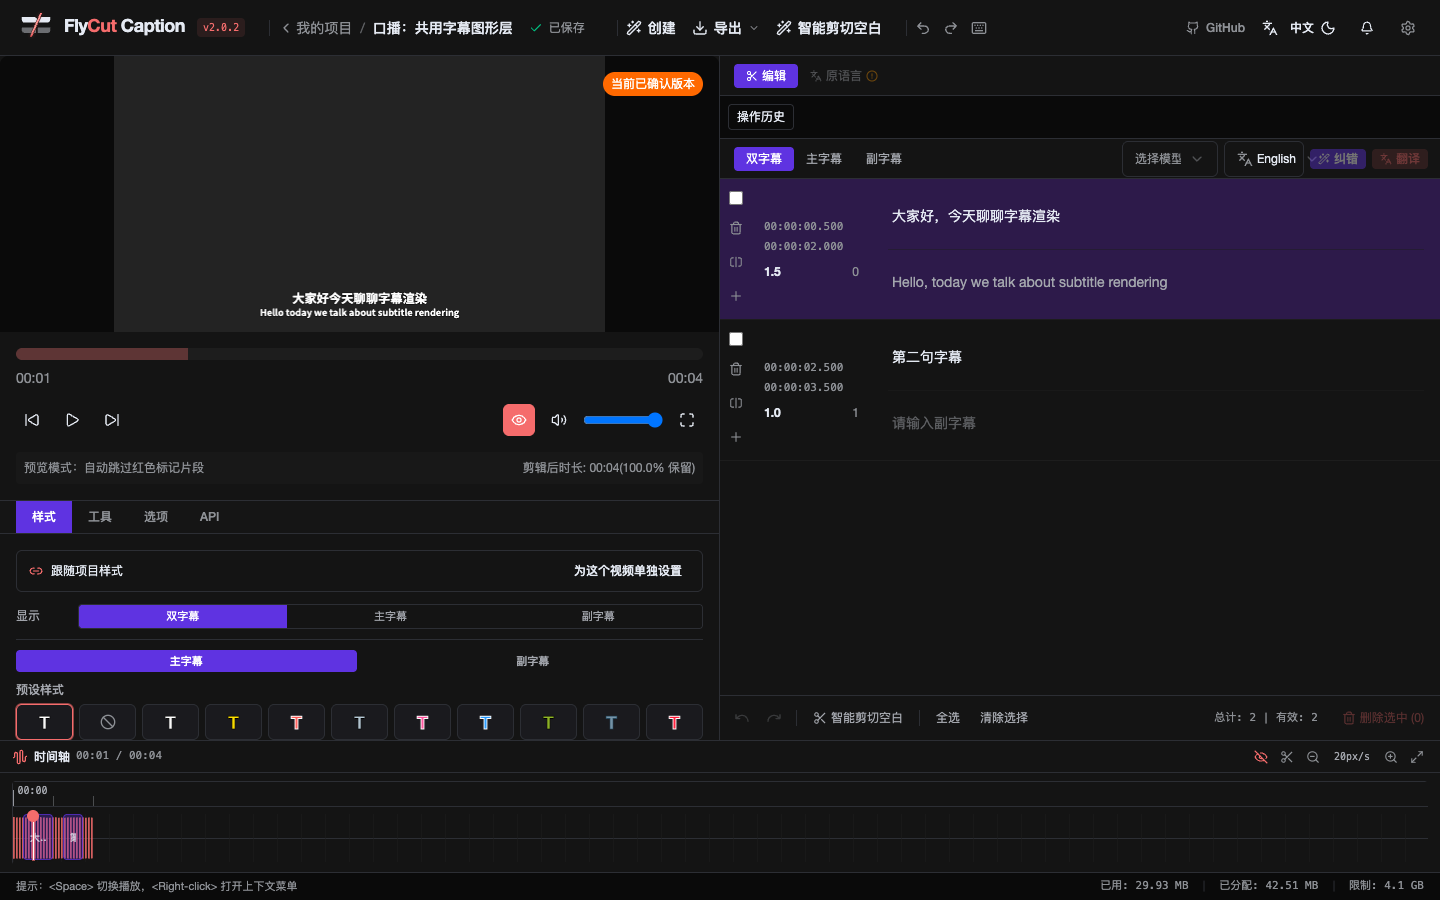 FlyCut Caption v2.0.2 我的项目 / 口播：共用字幕图形层 已保存 创建 导出 智能剪切空白 GitHub 中文
当前已确认版本
大家好今天聊聊字幕渲染
Hello today we talk about subtitle rendering
00:01 00:04
预览模式：自动跳过红色标记片段 剪辑后时长: 00:04(100.0% 保留)
样式 工具 选项 API
跟随项目样式 为这个视频单独设置
显示 双字幕 主字幕 副字幕
主字幕 副字幕
预设样式
T T T T T T T T T T
编辑 原语言
操作历史
双字幕 主字幕 副字幕 选择模型 English 纠错 翻译
大家好，今天聊聊字幕渲染
00:00:00.500
00:00:02.000
1.5 0
Hello, today we talk about subtitle rendering
第二句字幕
00:00:02.500
00:00:03.500
1.0 1
请输入副字幕
智能剪切空白 全选 清除选择 总计: 2 | 有效: 2 删除选中 (0)
时间轴 00:01 / 00:04 20px/s
00:00
大..
提示：<Space> 切换播放，<Right-click> 打开上下文菜单 已用: 29.93 MB 已分配: 42.51 MB 限制: 4.1 GB